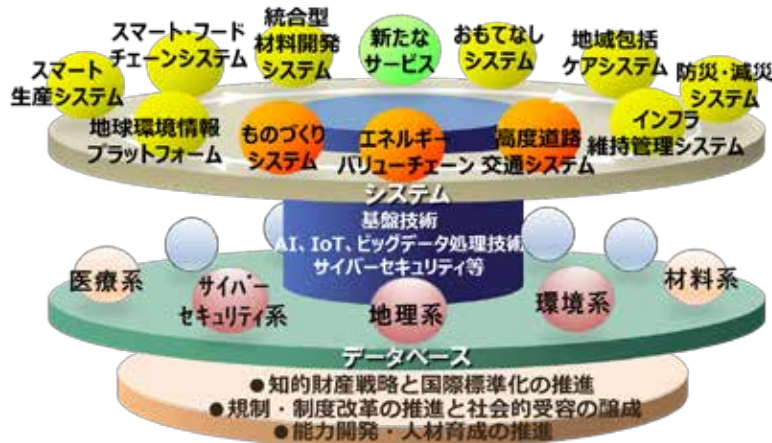 スマート
生産システム
スマート・フード
チェーンシステム
統合型
材料開発
システム
新たな
サービス
おもてなし
システム
地域包括
ケアシステム
防災・減災
システム
地球環境情報
プラットフォーム
ものづくり
システム
エネルギー
バリューチェーン
高度道路
交通システム
インフラ
維持管理システム
システム
基盤技術
AI、IoT、ビッグデータ処理技術
サイバーセキュリティ等
医療系
サイバー
セキュリティ系
地理系
環境系
材料系
データベース
●知的財産戦略と国際標準化の推進
●規制・制度改革の推進と社会的受容の醸成
●能力開発・人材育成の推進